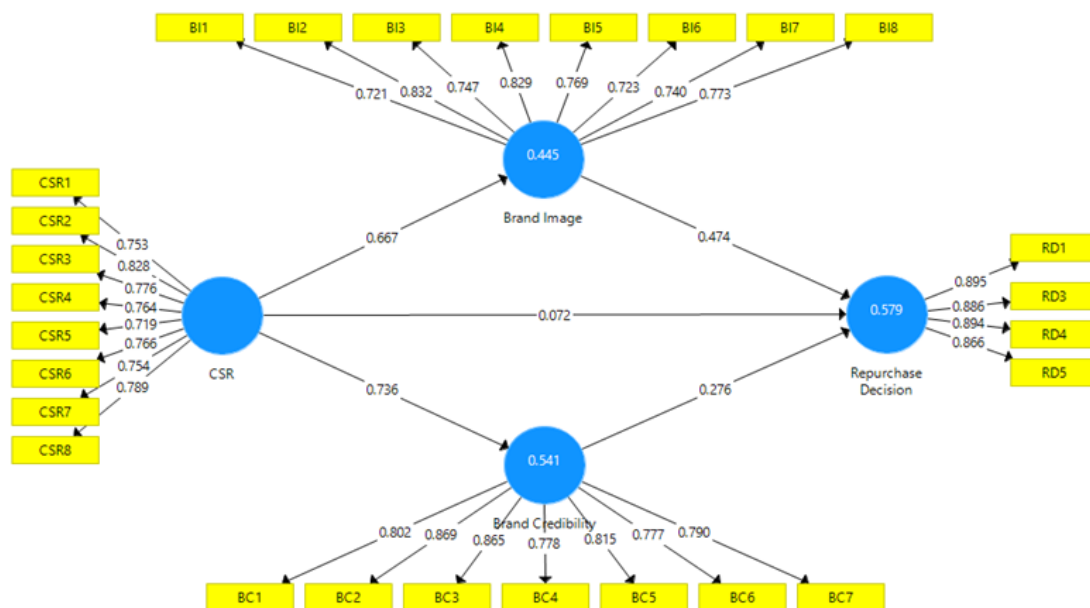 BI1 BI2 BI3 BI4 BI5 BI6 BI7 BI8
0.721 0.832 0.747 0.829 0.769 0.723 0.740 0.773
0.445
Brand Image
CSR1
CSR2
CSR3
CSR4
CSR5
CSR6
CSR7
CSR8
0.753
0.828
0.776
0.764
0.719
0.766
0.754
0.789
CSR
0.667
0.474
0.072
0.736
0.276
0.579
Repurchase
Decision
0.895
0.886
0.894
0.866
RD1
RD3
RD4
RD5
0.541
Brand Credibility
0.802 0.869 0.865 0.778 0.815 0.777 0.790
BC1 BC2 BC3 BC4 BC5 BC6 BC7